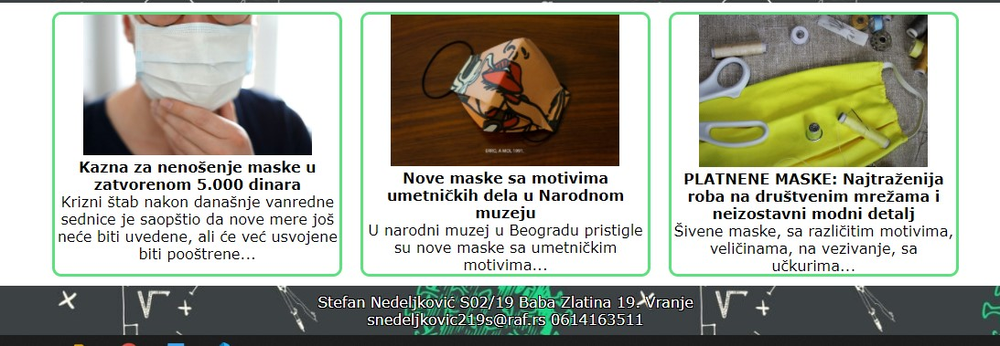 Kazna za nenošenje maske u
zatvorenom 5.000 dinara
Krizni štab nakon današnje vanredne
sednice je saopštio da nove mere još
neće biti uvedene, ali će već usvojene
biti pooštrene...
Nove maske sa motivima
umetničkih dela u Narodnom
muzeju
U narodni muzej u Beogradu pristigle
su nove maske sa umetničkim
motivima...
PLATNENE MASKE: Najtraženija
roba na društvenim mrežama i
neizostavni modni detalj
Šivene maske, sa različitim motivima,
veličinama, na vezivanje, sa
učkurima...
Stefan Nedeljković S02/19 Baba Zlatina 19. Vranje
snedeljkovic219s@raf.rs 0614163511